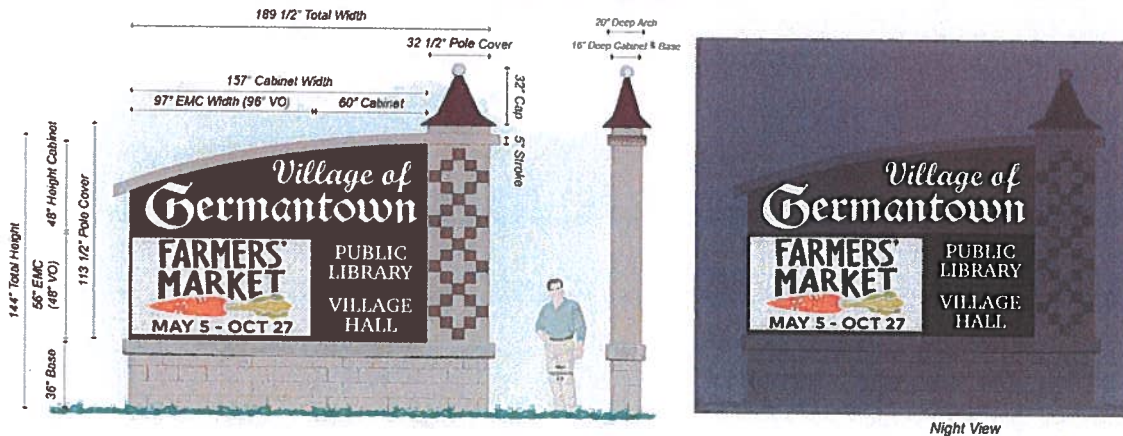 189 1/2" Total Width
32 1/2" Pole Cover
157" Cabinet Width
97" EMC Width (96" VO)
60" Cabinet
32" Cap
5" Stroke
144" Total Height
48" Height Cabinet
56" EMC
(48" VO)
36" Base
113 1/2" Pole Cover
Village of
Germantown
FARMERS'
MARKET
MAY 5 - OCT 27
PUBLIC
LIBRARY
VILLAGE
HALL
20" Deep Arch
16" Deep Cabinet & Base
Village of
Germantown
FARMERS'
MARKET
MAY 5 - OCT 27
PUBLIC
LIBRARY
VILLAGE
HALL
Night View